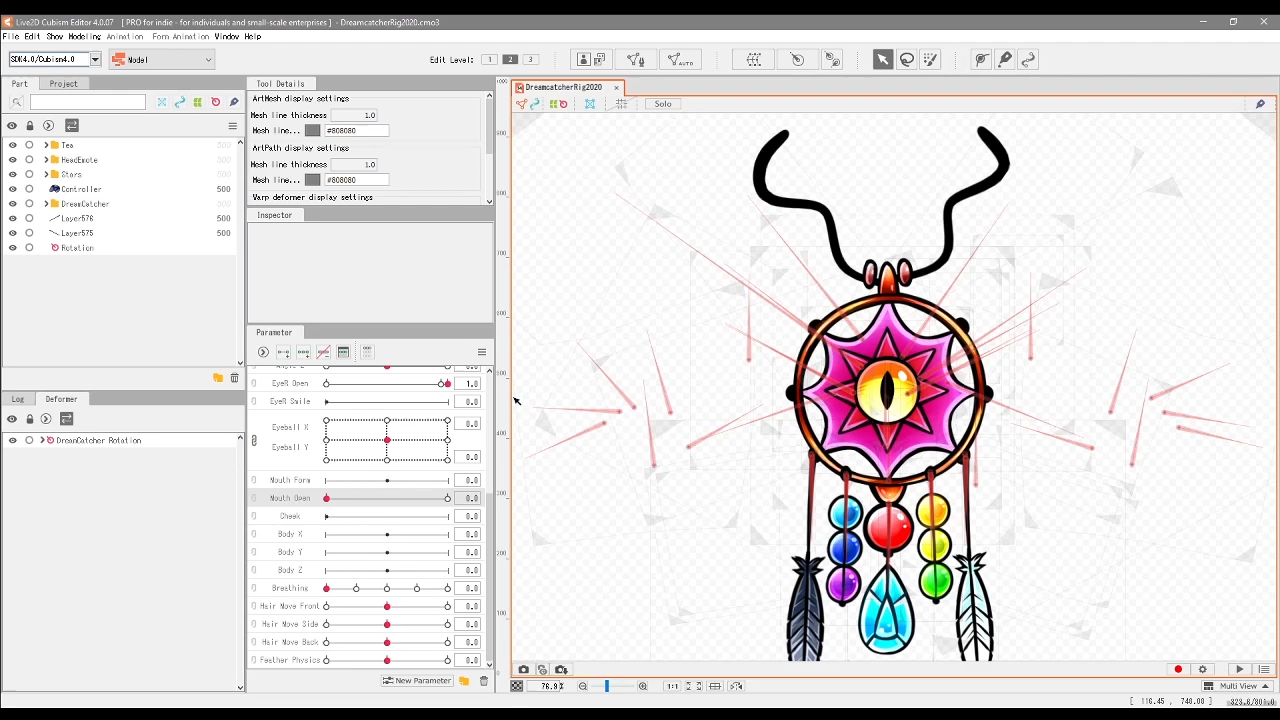 Live2D Cubism Editor 4.0.07 [ PRO for indie - for individuals and small-scale enterprises ] - DreamcatcherRig2020.cmo3
File Edit Show Modeling Animation Form Animation Window Help
SDK4.0/Cubism4.0
Model
Edit Level: 1 2 3
AUTO
Part Project
Tool Details
DreamcatcherRig2020
Solo
ArtMesh display settings
Mesh line thickness 1.0
Mesh line... #808080
ArtPath display settings
Mesh line thickness 1.0
Mesh line... #808080
Warp deformer display settings
Tea 500
HeadEmote 500
Stars 500
Controller 500
DreamCatcher 500
Layer576 500
Layer575 500
Rotation
Inspector
Parameter
Log Deformer
DreamCatcher Rotation
EyeR Open 1.0
EyeR Smile 0.0
Eyeball X 0.0
Eyeball Y 0.0
Mouth Form 0.0
Mouth Open 0.0
Cheek 0.0
Body X 0.0
Body Y 0.0
Body Z 0.0
Breathing 0.0
Hair Move Front 0.0
Hair Move Side 0.0
Hair Move Back 0.0
Feather Physics 0.0
New Parameter
1:1
Multi View